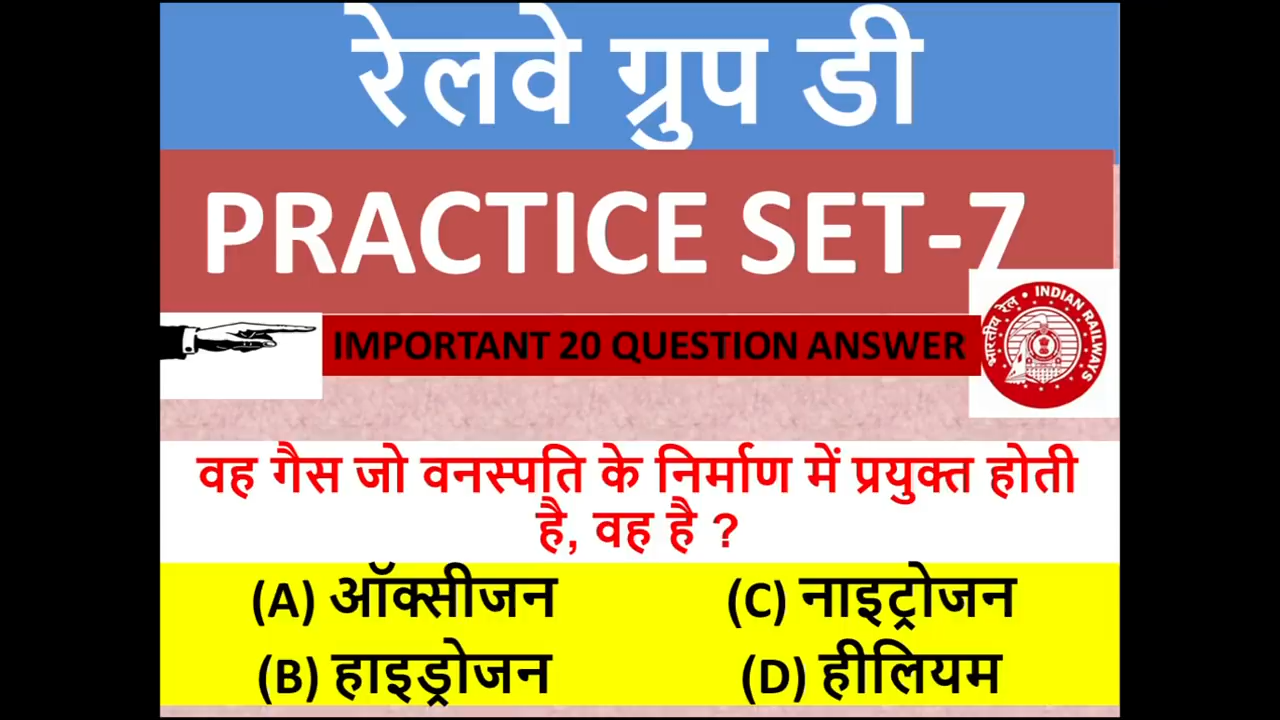 रेलवे ग्रुप डी
PRACTICE SET-7
IMPORTANT 20 QUESTION ANSWER
भारतीय रेल • INDIAN RAILWAYS
वह गैस जो वनस्पति के निर्माण में प्रयुक्त होती
है, वह है ?
(A) ऑक्सीजन (C) नाइट्रोजन
(B) हाइड्रोजन (D) हीलियम